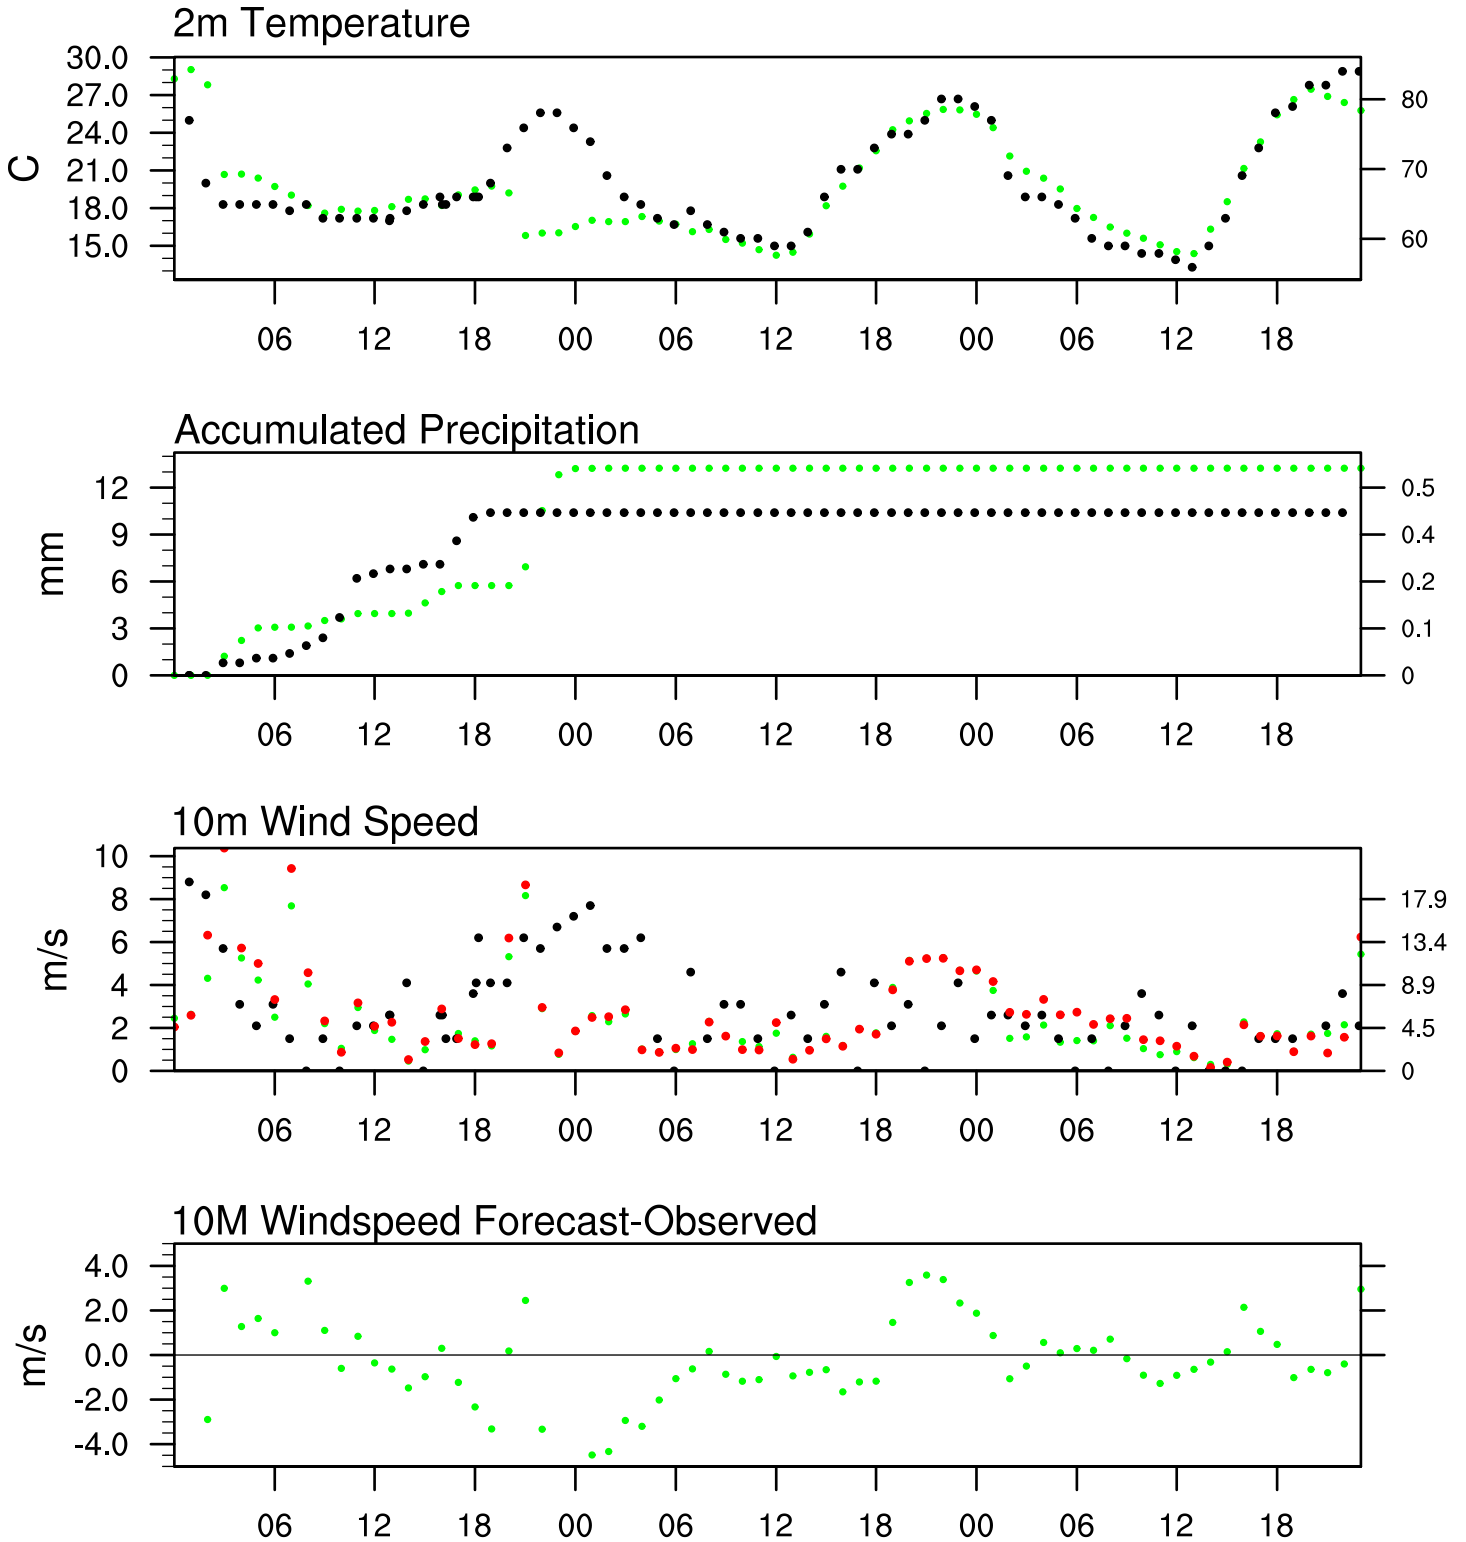 2m Temperature
30.0
27.0
24.0
21.0
18.0
15.0
C
80
70
60
06 12 18 00 06 12 18 00 06 12 18
Accumulated Precipitation
12
9
6
3
0
mm
0.5
0.4
0.2
0.1
0
06 12 18 00 06 12 18 00 06 12 18
10m Wind Speed
10
8
6
4
2
0
m/s
17.9
13.4
8.9
4.5
0
06 12 18 00 06 12 18 00 06 12 18
10M Windspeed Forecast-Observed
4.0
2.0
0.0
-2.0
-4.0
m/s
06 12 18 00 06 12 18 00 06 12 18